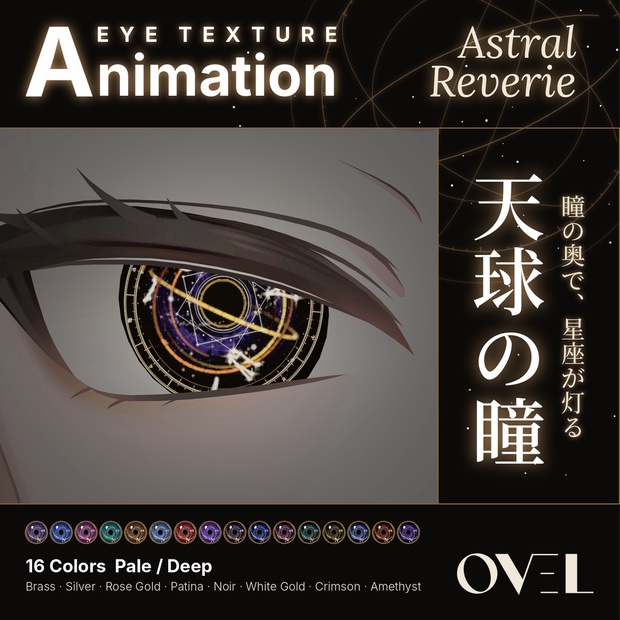 EYE TEXTURE
Animation
Astral
Reverie
天球の瞳
瞳の奥で、星座が灯る
16 Colors Pale / Deep
Brass · Silver · Rose Gold · Patina · Noir · White Gold · Crimson · Amethyst
OVEL